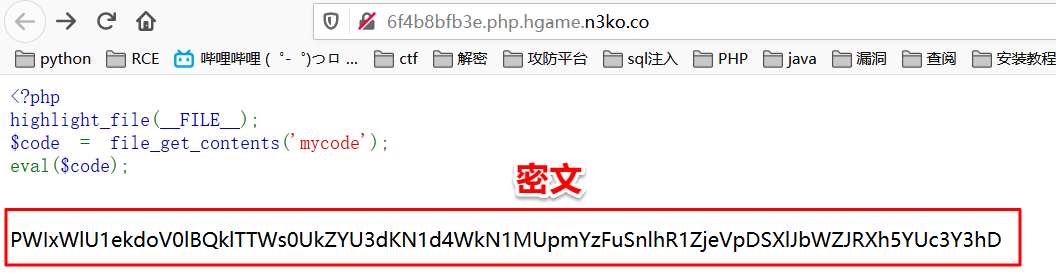 6f4b8bfb3e.php.hgame.n3ko.co
python RCE 哔哩哔哩 ( ゜- ゜)つロ ... ctf 解密 攻防平台 sql注入 PHP java 漏洞 查阅 安装教程
<?php
highlight_file(__FILE__);
$code = file_get_contents('mycode');
eval($code);
密文
PWIxWlU1ekdoV0lBQklTTWs0UkZYU3dKN1d4WkN1MUpmYzFuSnlhR1ZjeVpDSXlJbWZJRXh5YUc3Y3hD